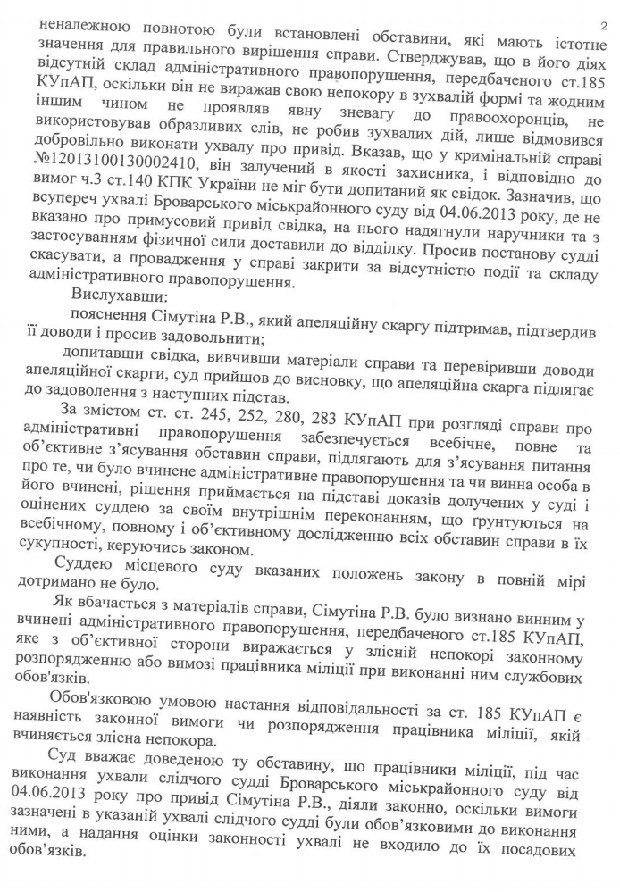 2
неналежною повнотою були встановлені обставини, які мають істотне
значення для правильного вирішення справи. Стверджував, що в його діях
відсутній склад адміністративного правопорушення, передбаченого ст.185
КУпАП, оскільки він не виражав свою непокору в зухвалій формі та жодним
іншим чином не проявляв явну зневагу до правоохоронців, не
використовував образливих слів, не робив зухвалих дій, лише відмовився
добровільно виконати ухвалу про привід. Вказав, що у кримінальній справі
№12013100130002410, він залучений в якості захисника, і відповідно до
вимог ч.3 ст.140 КПК України не міг бути допитаний як свідок. Зазначив, що
всупереч ухвалі Броварського міськрайонного суду від 04.06.2013 року, де не
вказано про примусовий привід свідка, на нього надягнули наручники та з
застосуванням фізичної сили доставили до відділку. Просив постанову судді
скасувати, а провадження у справі закрити за відсутністю події та складу
адміністративного правопорушення.
Вислухавши:
пояснення Сімутіна Р.В., який апеляційну скаргу підтримав, підтвердив
її доводи і просив задовольнити;
допитавши свідка, вивчивши матеріали справи та перевіривши доводи
апеляційної скарги, суд прийшов до висновку, що апеляційна скарга підлягає
до задоволення з наступних підстав.
За змістом ст. ст. 245, 252, 280, 283 КУпАП при розгляді справи про
адміністративні правопорушення забезпечується всебічне, повне та
об’єктивне з’ясування обставин справи, підлягають для з’ясування питання
про те, чи було вчинене адміністративне правопорушення та чи винна особа в
його вчинені, рішення приймається на підставі доказів долучених у суді і
оцінених суддею за своїм внутрішнім переконанням, що ґрунтуються на
всебічному, повному і об’єктивному дослідженню всіх обставин справи в їх
сукупності, керуючись законом.
Суддею місцевого суду вказаних положень закону в повній мірі
дотримано не було.
Як вбачається з матеріалів справи, Сімутіна Р.В. було визнано винним у
вчинені адміністративного правопорушення, передбаченого ст.185 КУпАП,
яке з об’єктивної сторони виражається у злісній непокорі законному
розпорядженню або вимозі працівника міліції при виконанні ним службових
обов'язків.
Обов'язковою умовою настання відповідальності за ст. 185 КУпАП є
наявність законної вимоги чи розпорядження працівника міліції, якій
вчиняється злісна непокора.
Суд вважає доведеною ту обставину, що працівники міліції, під час
виконання ухвали слідчого судді Броварського міськрайонного суду від
04.06.2013 року про привід Сімутіна Р.В., діяли законно, оскільки вимоги
зазначені в указаній ухвалі слідчого судді були обов’язковими до виконання
ними, а надання оцінки законності ухвали не входило до їх посадових
обов’язків.